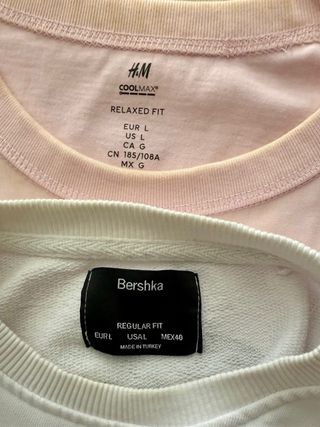 H&M
COOLMAX®
RELAXED FIT
EUR L
US L
CA G
CN 185/108A
MX G
Bershka
REGULAR FIT
EUR L USA L MEX 40
MADE IN TURKEY